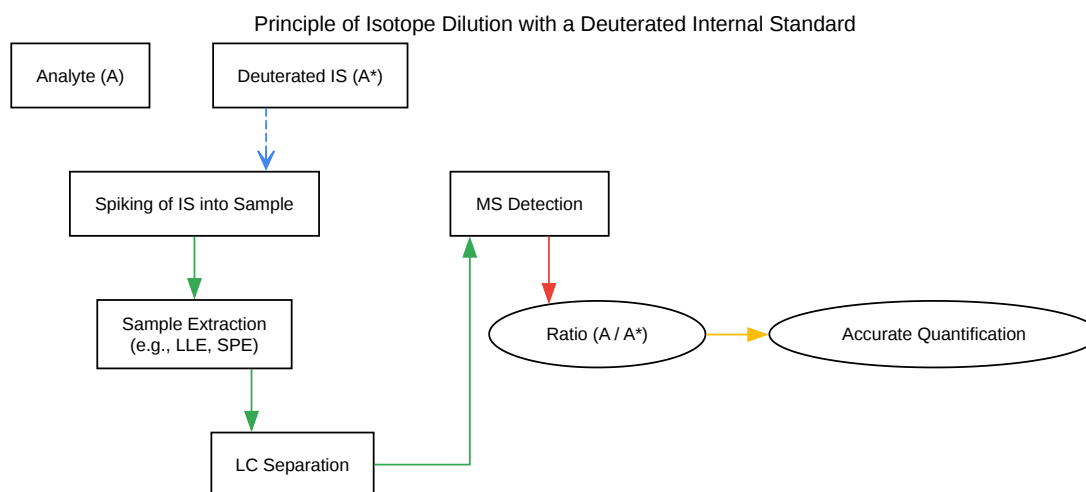 Principle of Isotope Dilution with a Deuterated Internal Standard
Analyte (A)
Deuterated IS (A*)
Spiking of IS into Sample
MS Detection
Sample Extraction
(e.g., LLE, SPE)
Ratio (A / A*)
Accurate Quantification
LC Separation